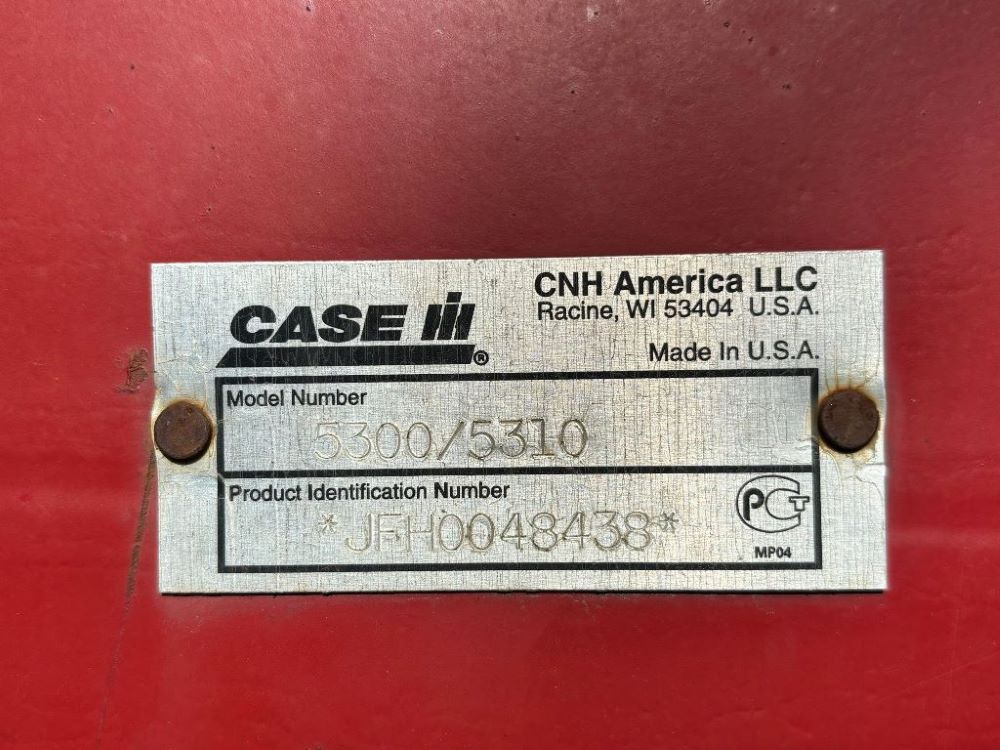 CASE IH®
CNH America LLC
Racine, WI 53404 U.S.A.
Made In U.S.A.
Model Number
5300/5310
Product Identification Number
*JFH0048438*
PCT
MP04